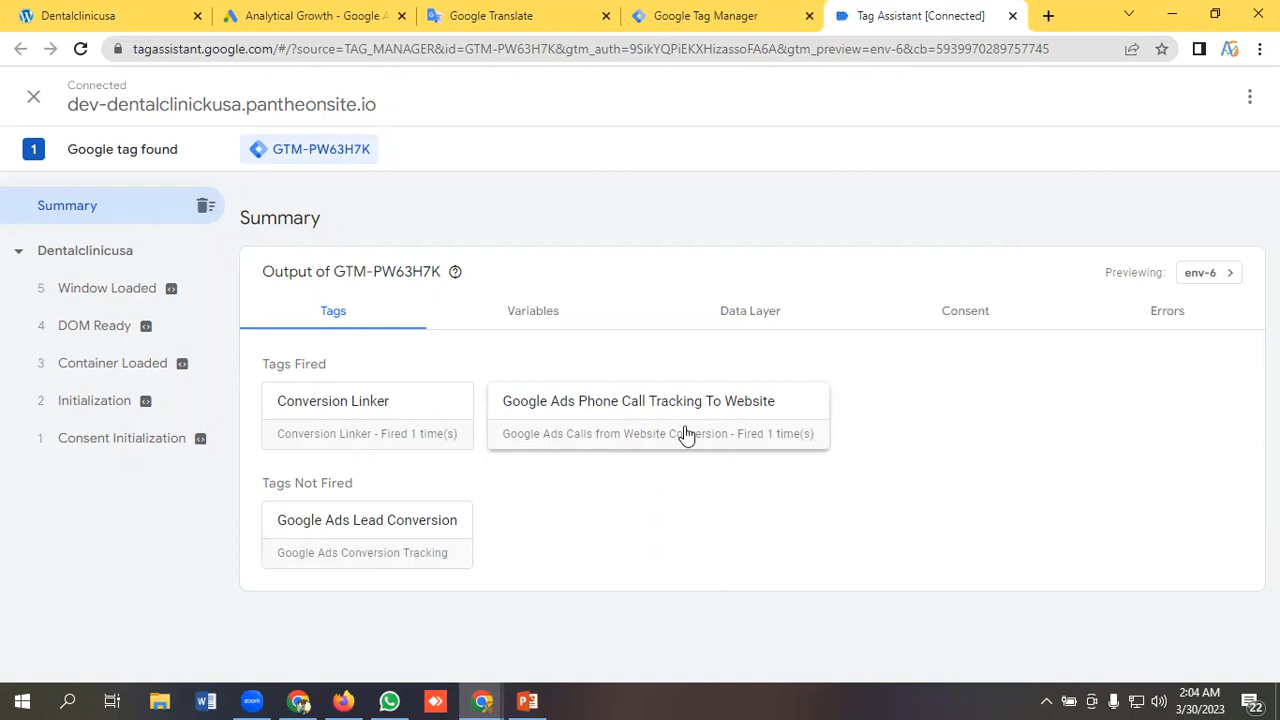 Dentalclinicusa
Analytical Growth - Google A
Google Translate
Google Tag Manager
Tag Assistant [Connected]
tagassistant.google.com/#/?source=TAG_MANAGER&id=GTM-PW63H7K&gtm_auth=9SikYQPiEKXHizassoFA6A&gtm_preview=env-6&cb=5939970289757745
Connected
dev-dentalclinickusa.pantheonsite.io
1 Google tag found GTM-PW63H7K
Summary
Summary
Dentalclinicusa
Output of GTM-PW63H7K
Previewing: env-6
5 Window Loaded
Tags Variables Data Layer Consent Errors
4 DOM Ready
3 Container Loaded
Tags Fired
2 Initialization
Conversion Linker
Google Ads Phone Call Tracking To Website
1 Consent Initialization
Conversion Linker - Fired 1 time(s)
Google Ads Calls from Website Conversion - Fired 1 time(s)
Tags Not Fired
Google Ads Lead Conversion
Google Ads Conversion Tracking
zoom
2:04 AM
3/30/2023
22